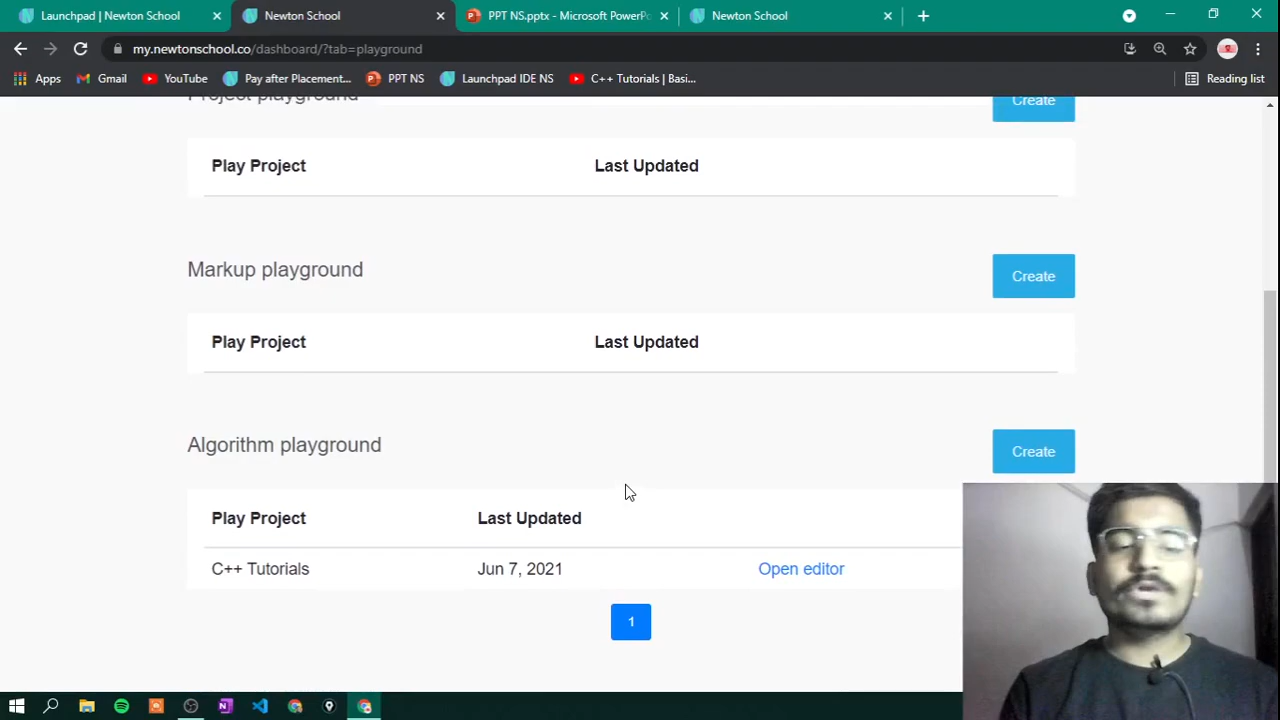 Launchpad | Newton School
Newton School
PPT NS.pptx - Microsoft PowerPo
Newton School
my.newtonschool.co/dashboard/?tab=playground
Apps
Gmail
YouTube
Pay after Placement...
PPT NS
Launchpad IDE NS
C++ Tutorials | Basi...
Reading list
Project playground
Create
Play Project
Last Updated
Markup playground
Create
Play Project
Last Updated
Algorithm playground
Create
Play Project
Last Updated
C++ Tutorials
Jun 7, 2021
Open editor
1